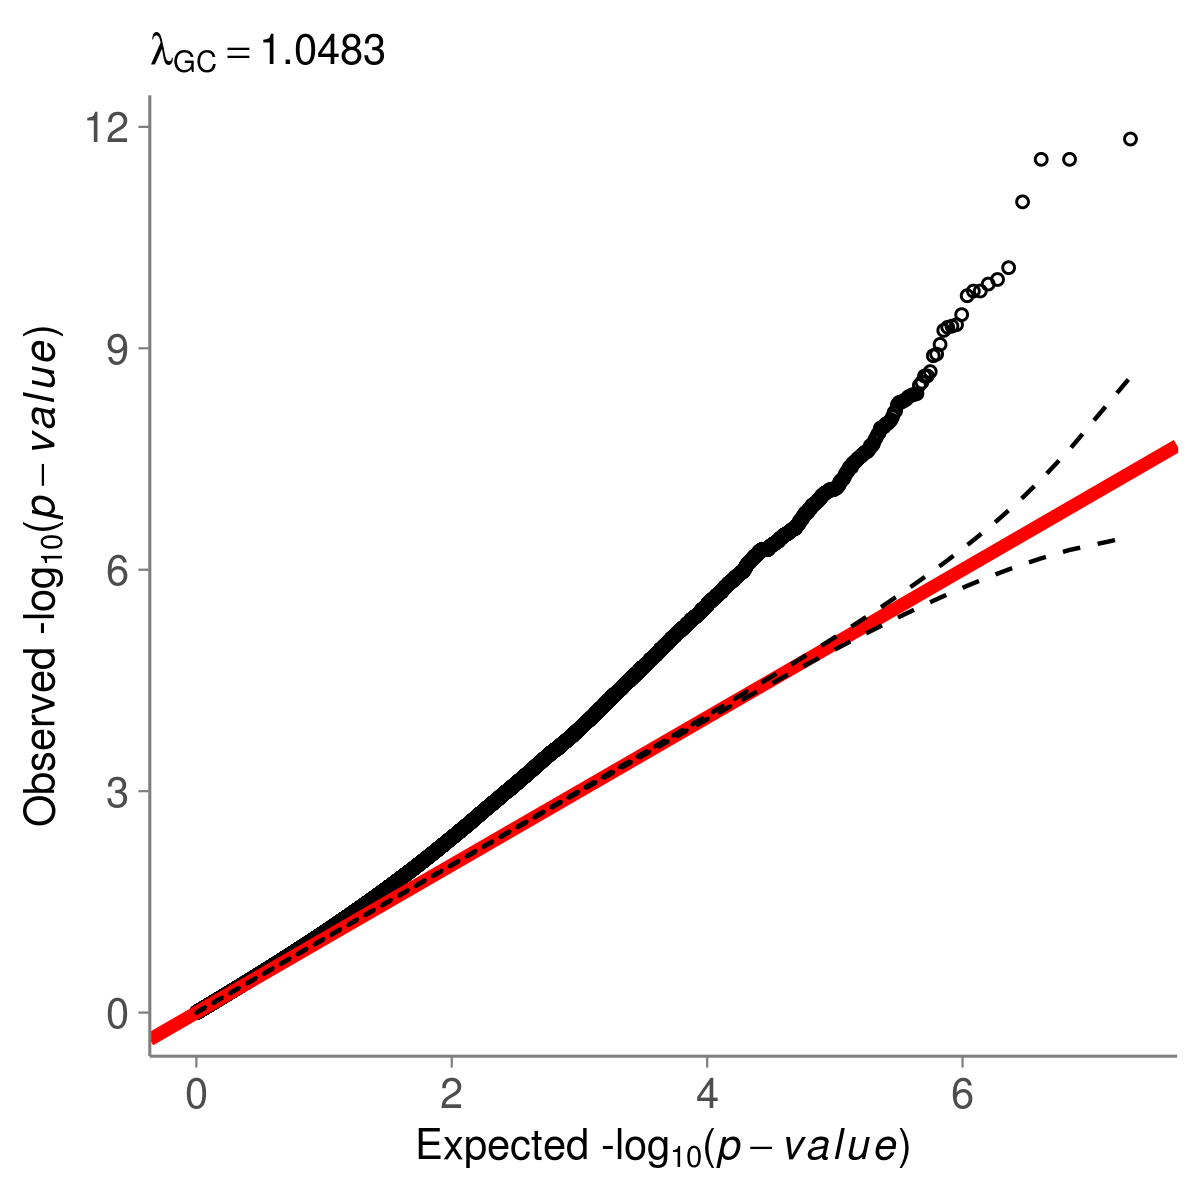 λGC = 1.0483
12
9
6
3
0
Observed -log10(p − value)
0 2 4 6
Expected -log10(p − value)